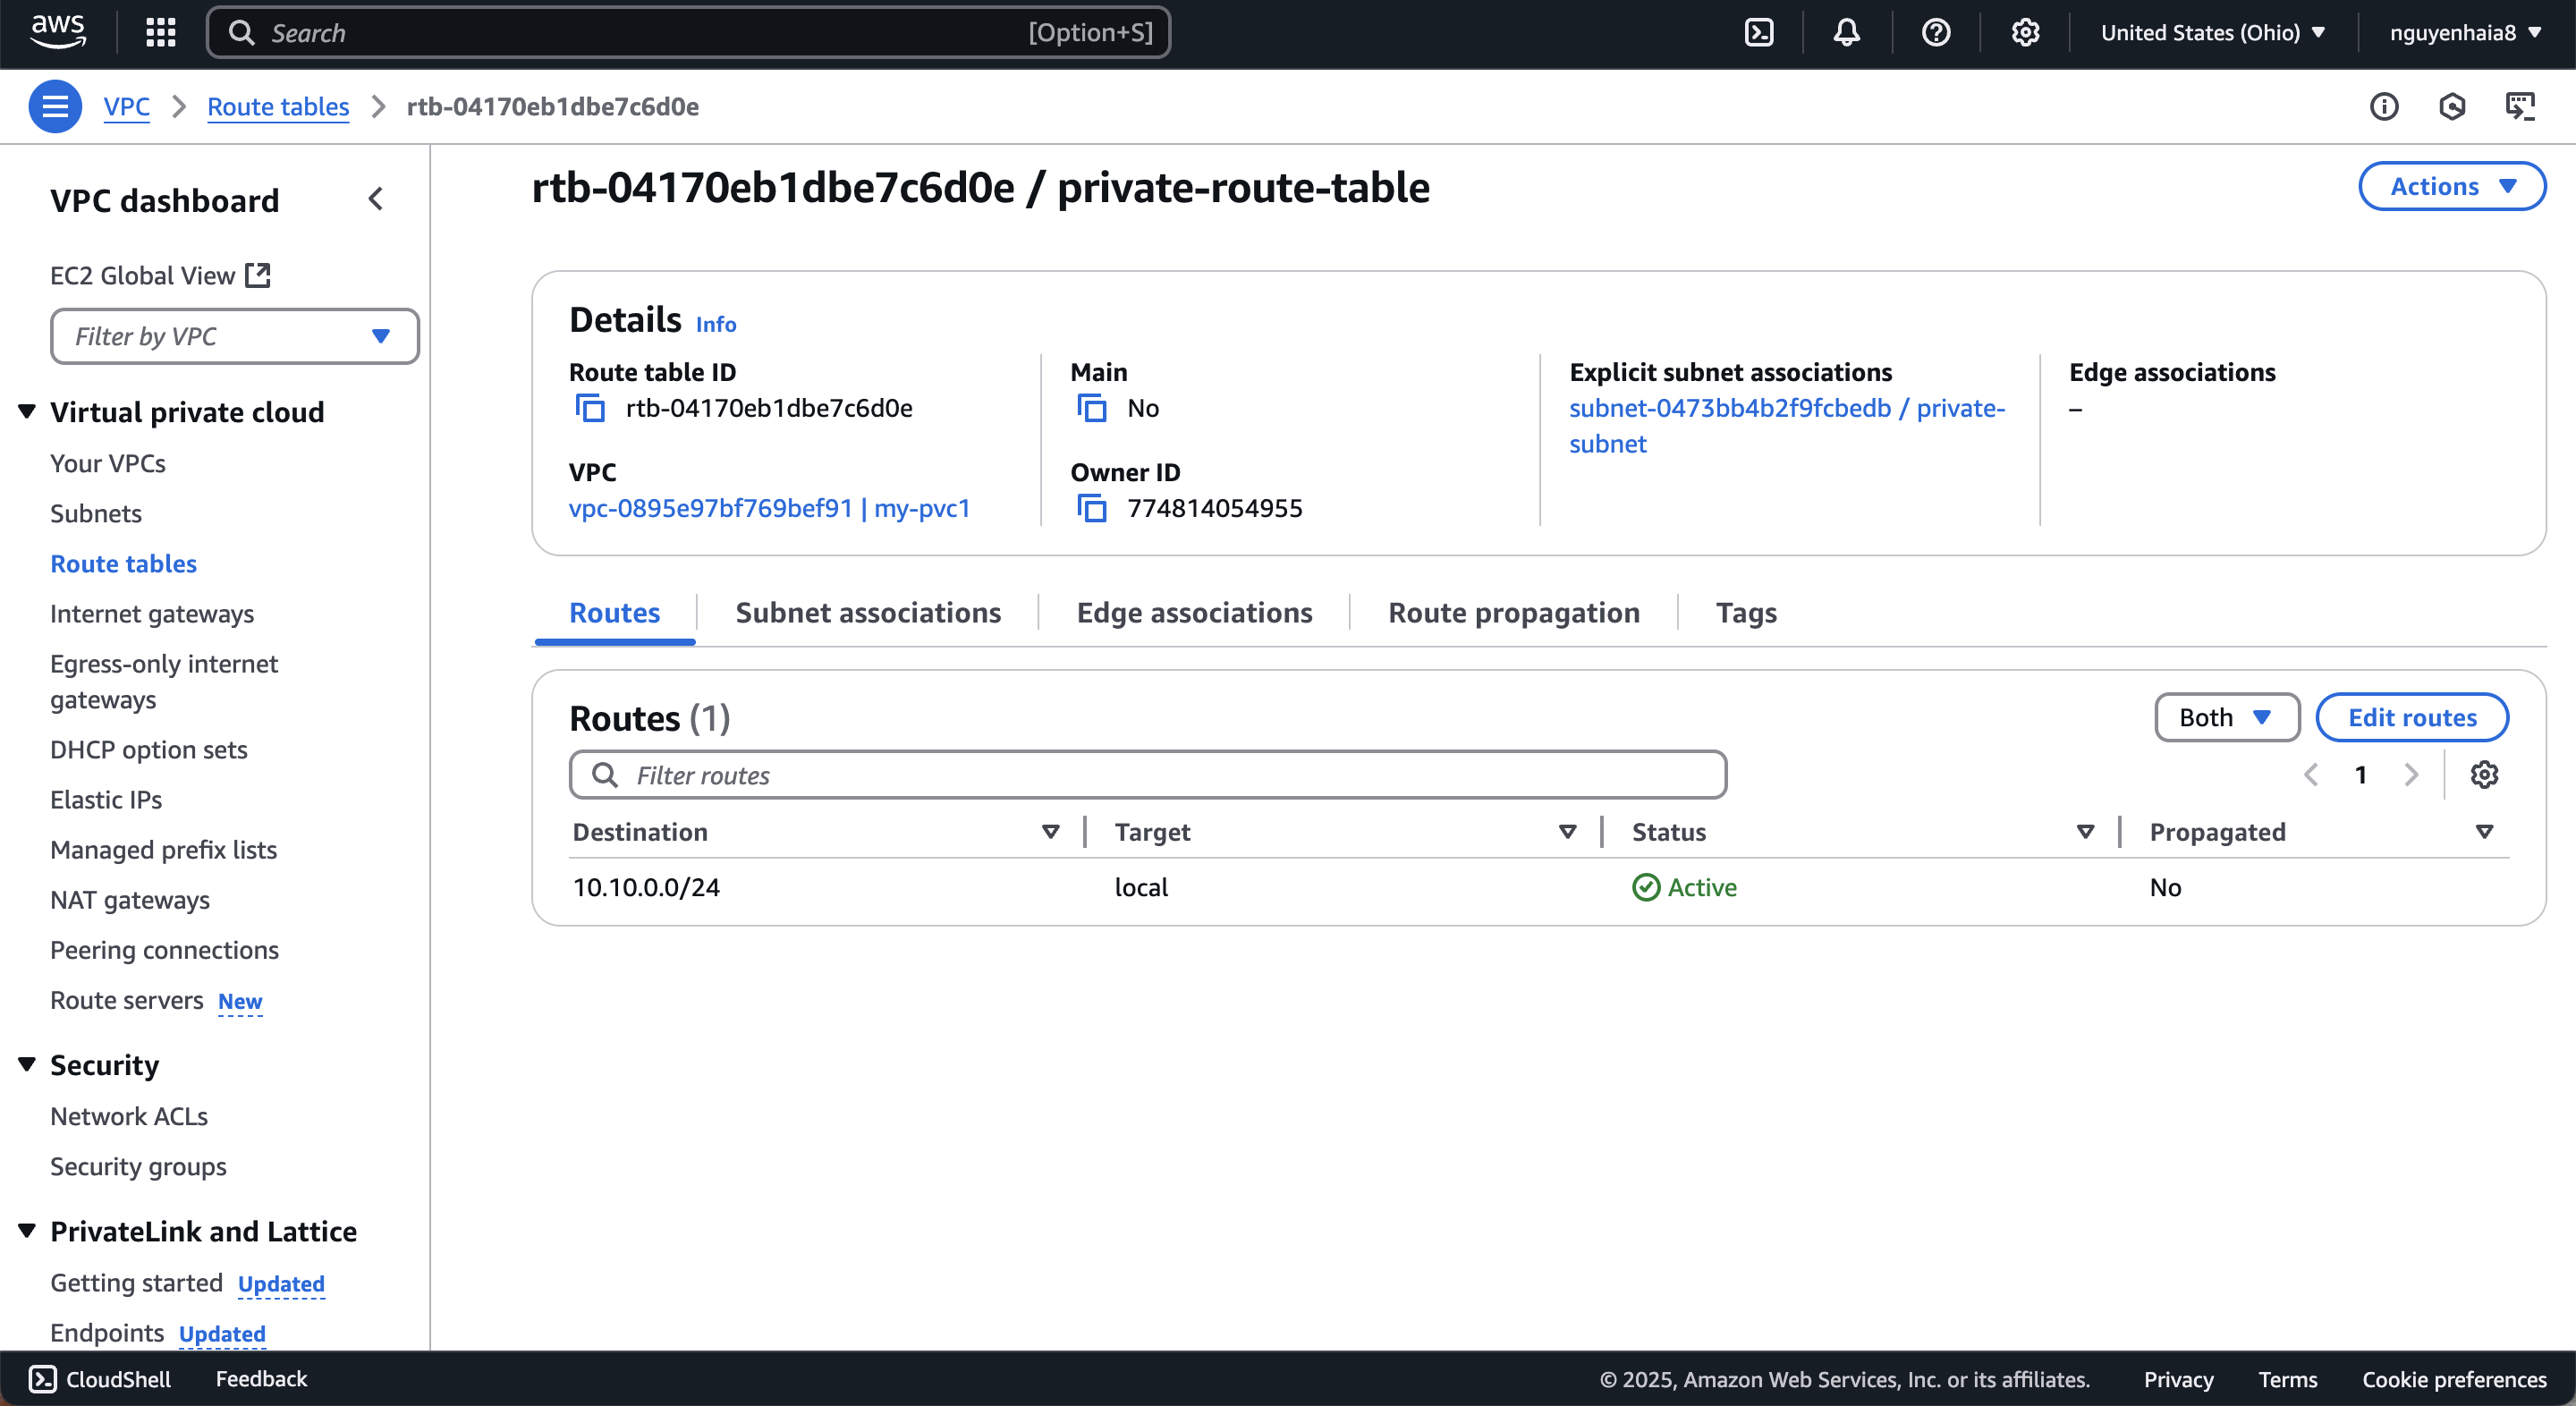 aws
Search [Option+S] United States (Ohio) nguyenhaia8
VPC Route tables rtb-04170eb1dbe7c6d0e
VPC dashboard
EC2 Global View
Filter by VPC
Virtual private cloud
Your VPCs
Subnets
Route tables
Internet gateways
Egress-only internet
gateways
DHCP option sets
Elastic IPs
Managed prefix lists
NAT gateways
Peering connections
Route servers New
Security
Network ACLs
Security groups
PrivateLink and Lattice
Getting started Updated
Endpoints Updated
rtb-04170eb1dbe7c6d0e / private-route-table
Actions
Details Info
Route table ID
rtb-04170eb1dbe7c6d0e
VPC
vpc-0895e97bf769bef91 | my-pvc1
Main
No
Owner ID
774814054955
Explicit subnet associations
subnet-0473bb4b2f9fcbedb / private-
subnet
Edge associations
–
Routes Subnet associations Edge associations Route propagation Tags
Routes (1)
Both Edit routes
Filter routes
1
Destination Target Status Propagated
10.10.0.0/24 local Active No
CloudShell Feedback © 2025, Amazon Web Services, Inc. or its affiliates. Privacy Terms Cookie preferences